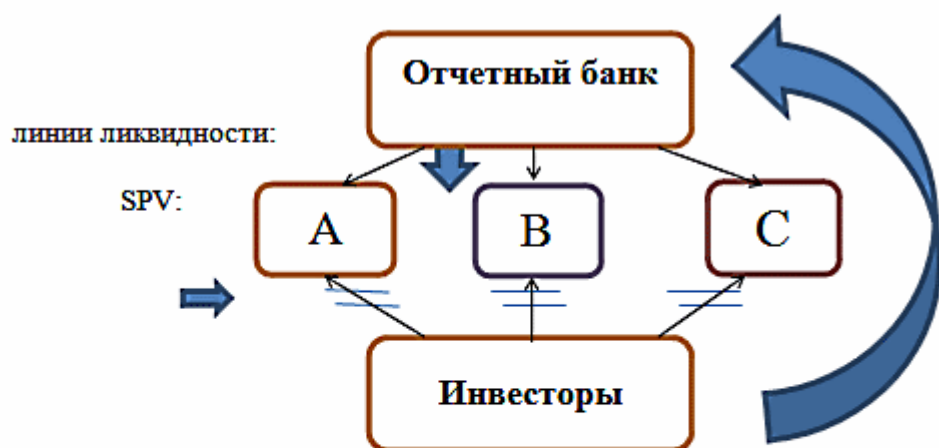 Отчетный банк
линии ликвидности:
SPV:
A
B
C
Инвесторы